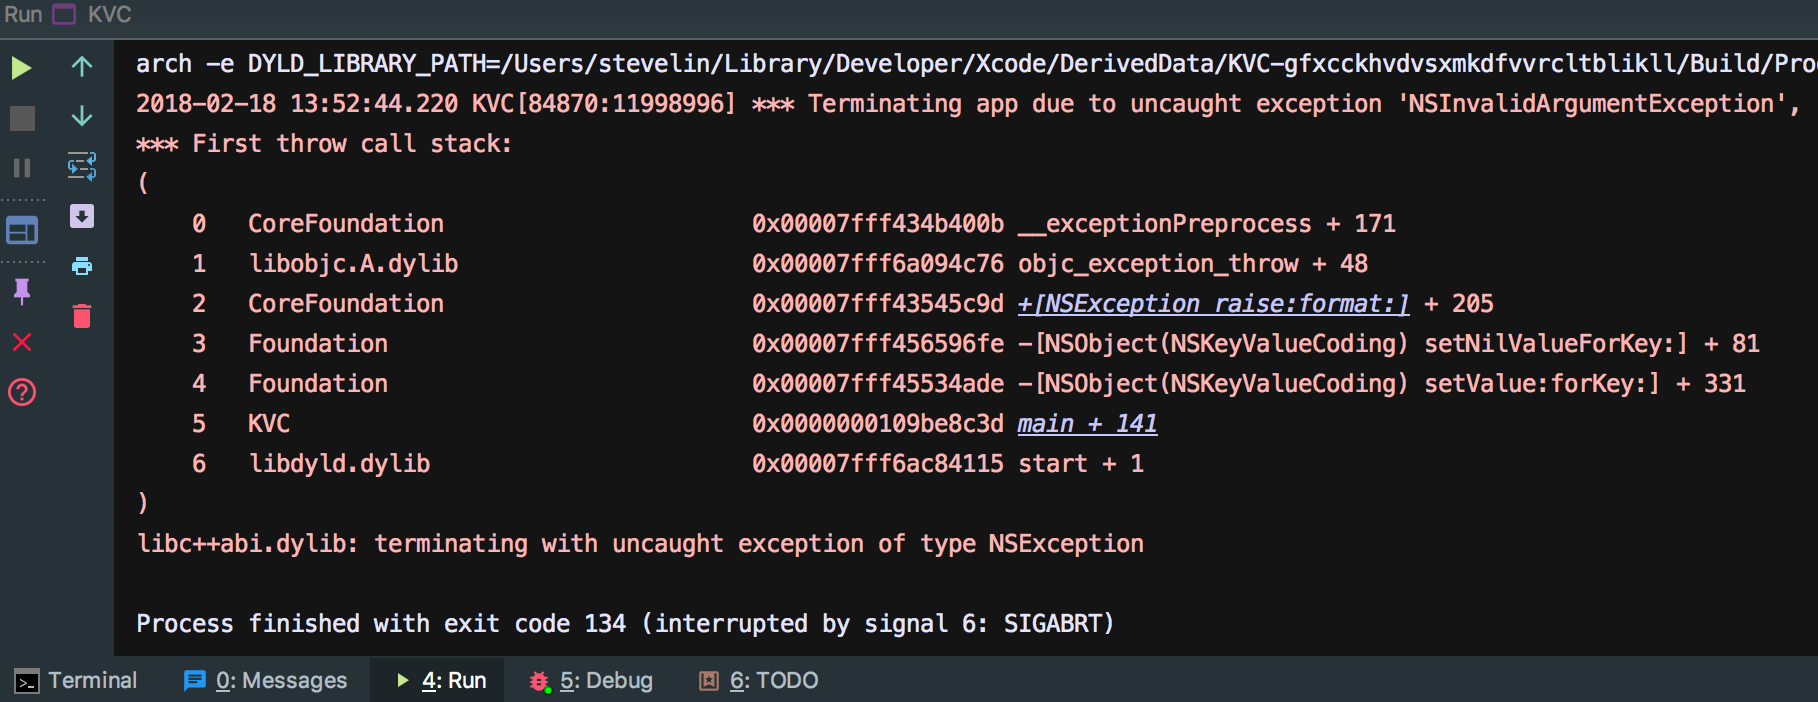 Run KVC
arch -e DYLD_LIBRARY_PATH=/Users/stevelin/Library/Developer/Xcode/DerivedData/KVC-gfxcckhvdvsxmkdfvvrcltblikll/Build/Pro
2018-02-18 13:52:44.220 KVC[84870:11998996] *** Terminating app due to uncaught exception 'NSInvalidArgumentException',
*** First throw call stack:
(
0 CoreFoundation 0x00007fff434b400b __exceptionPreprocess + 171
1 libobjc.A.dylib 0x00007fff6a094c76 objc_exception_throw + 48
2 CoreFoundation 0x00007fff43545c9d +[NSException raise:format:] + 205
3 Foundation 0x00007fff456596fe -[NSObject(NSKeyValueCoding) setNilValueForKey:] + 81
4 Foundation 0x00007fff45534ade -[NSObject(NSKeyValueCoding) setValue:forKey:] + 331
5 KVC 0x0000000109be8c3d main + 141
6 libdyld.dylib 0x00007fff6ac84115 start + 1
)
libc++abi.dylib: terminating with uncaught exception of type NSException
Process finished with exit code 134 (interrupted by signal 6: SIGABRT)
Terminal 0: Messages 4: Run 5: Debug 6: TODO